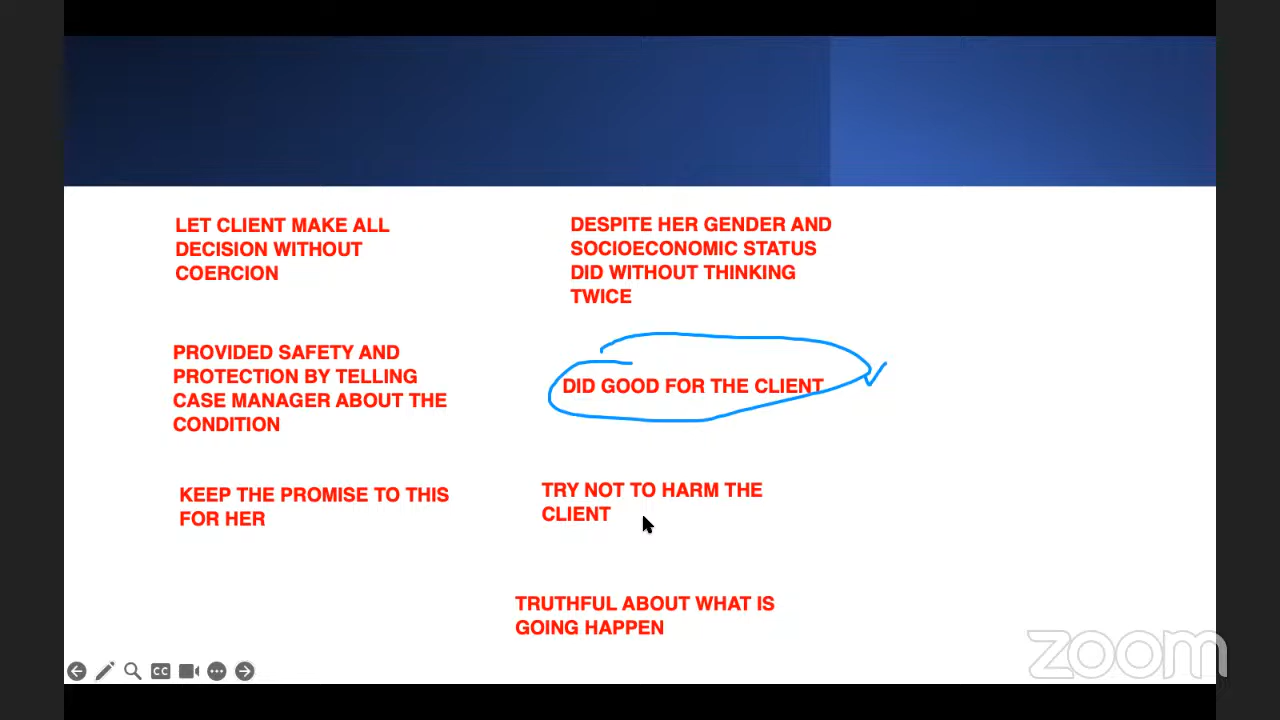 LET CLIENT MAKE ALL
DECISION WITHOUT
COERCION
DESPITE HER GENDER AND
SOCIOECONOMIC STATUS
DID WITHOUT THINKING
TWICE
PROVIDED SAFETY AND
PROTECTION BY TELLING
CASE MANAGER ABOUT THE
CONDITION
DID GOOD FOR THE CLIENT
KEEP THE PROMISE TO THIS
FOR HER
TRY NOT TO HARM THE
CLIENT
TRUTHFUL ABOUT WHAT IS
GOING HAPPEN
CC
zoom